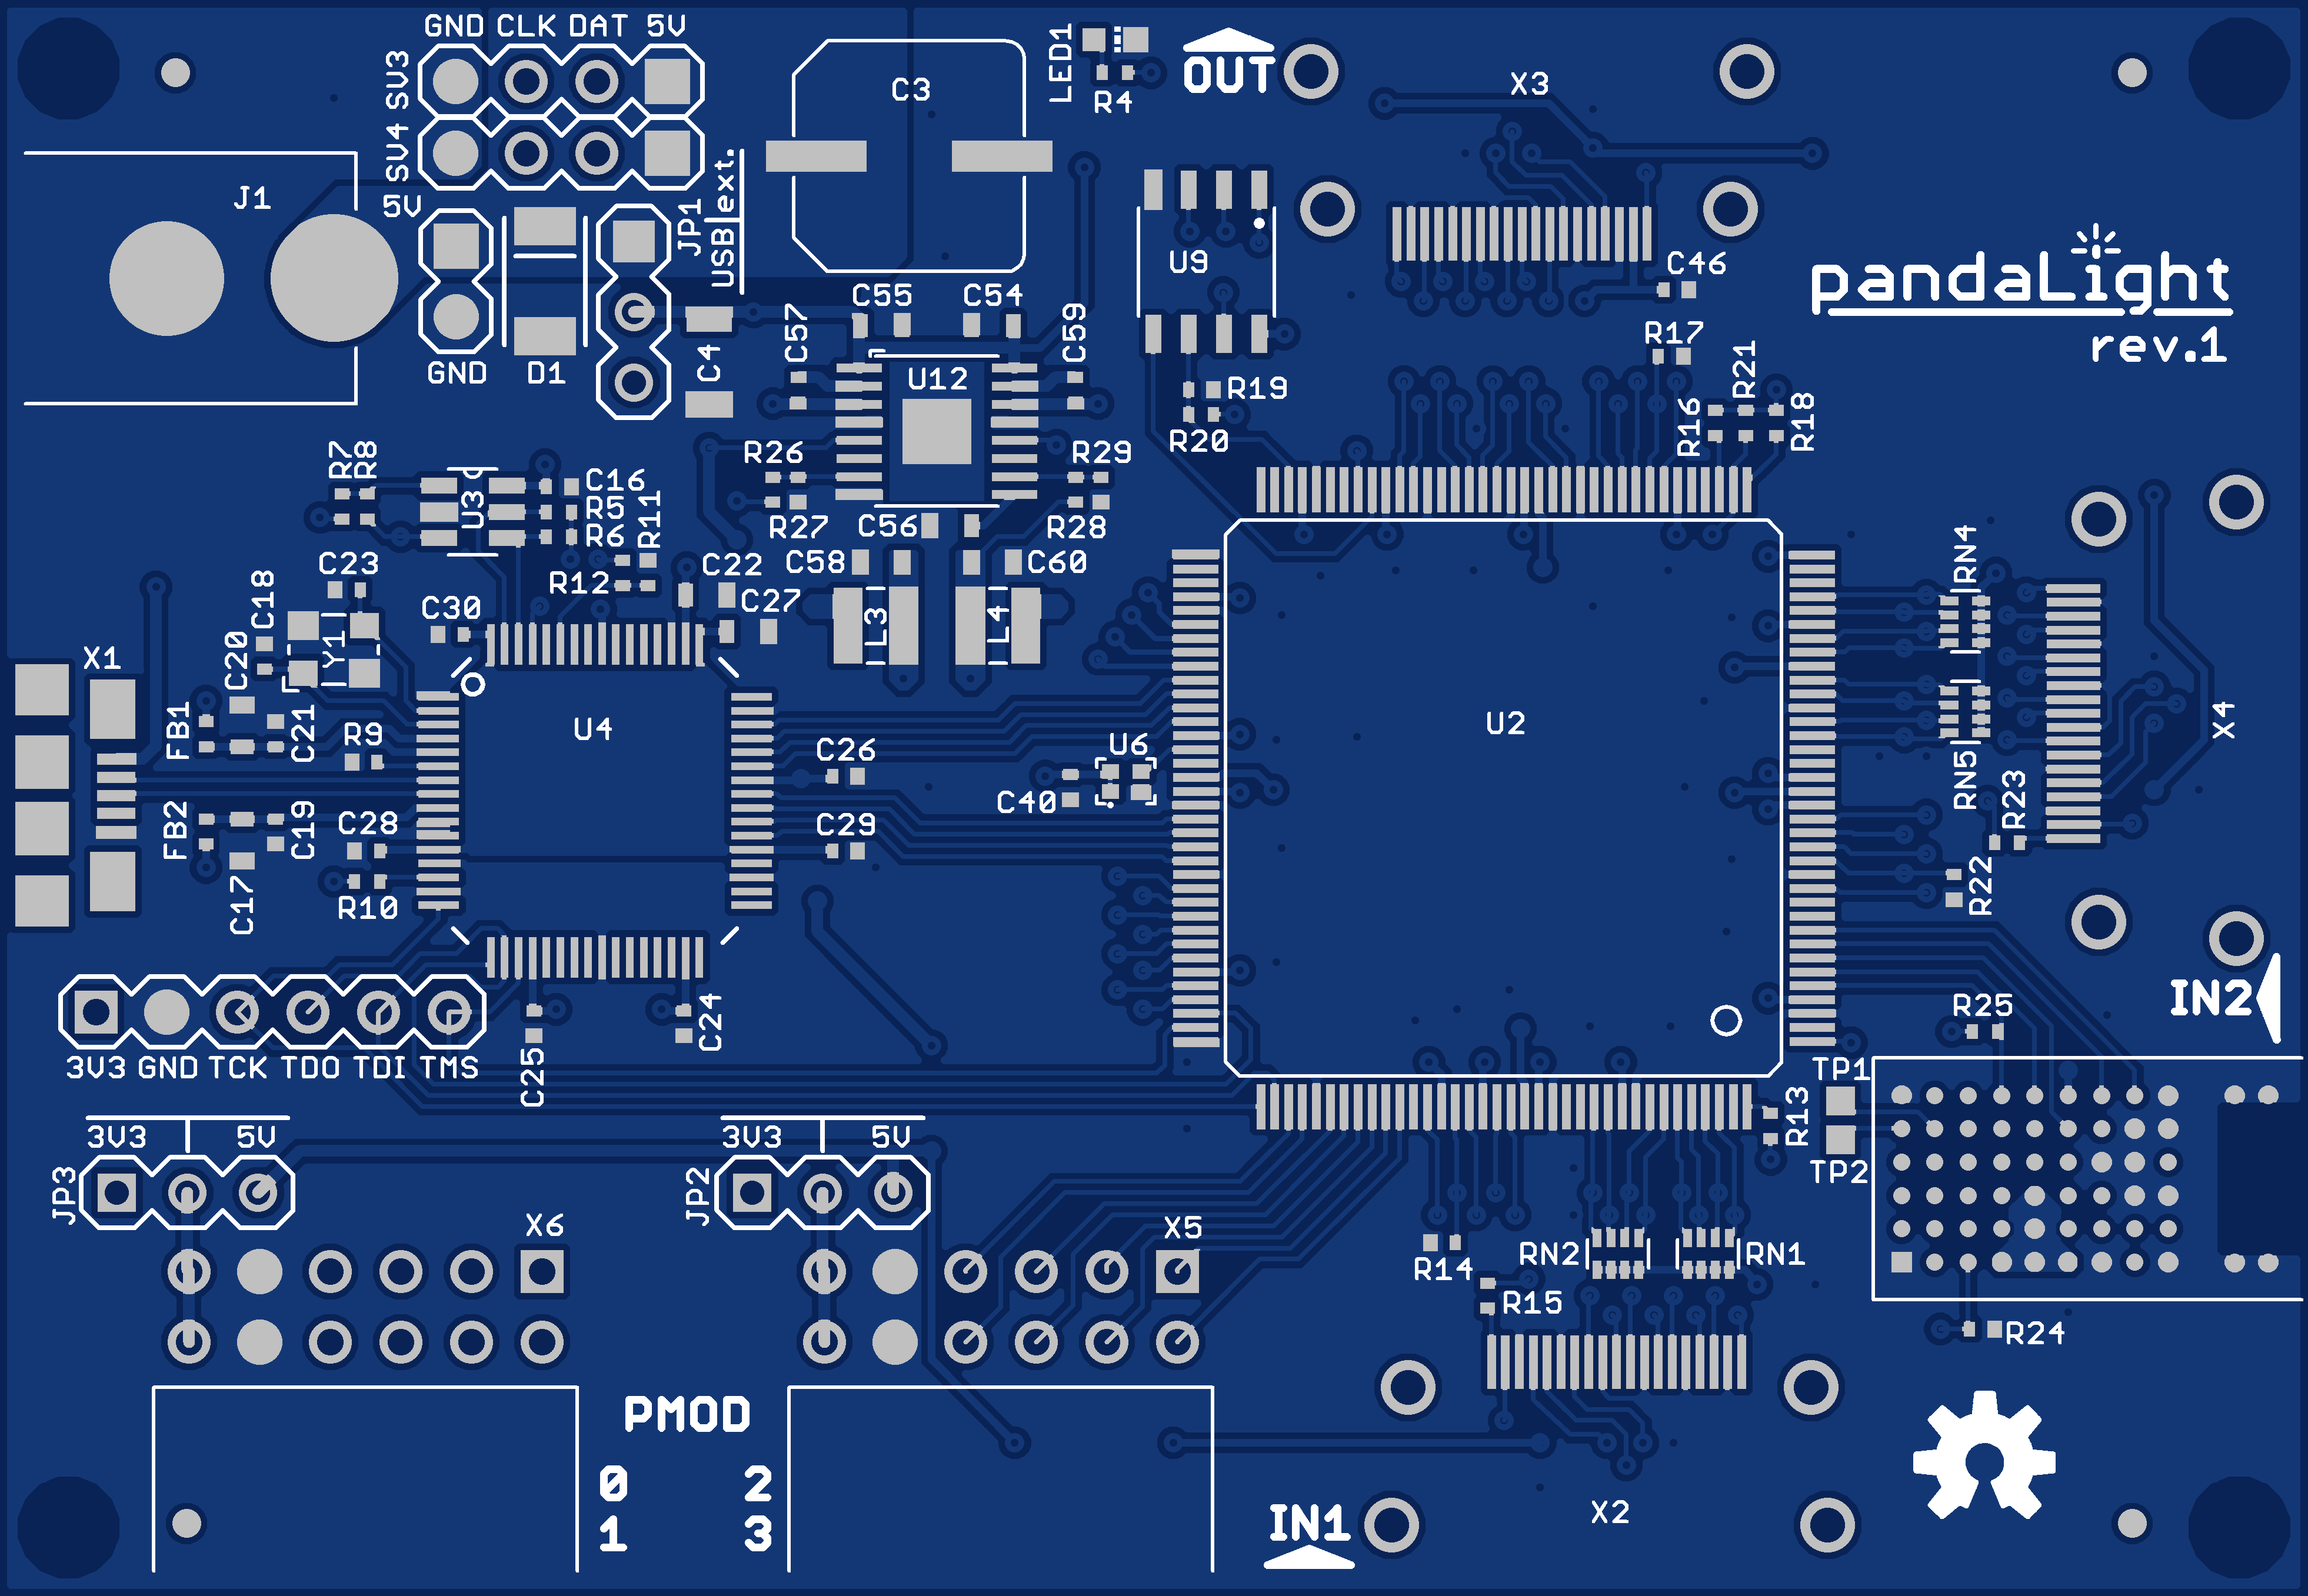 GND CLK DAT 5V
SV3
SV4
5V
J1
GND
D1
JP1
USB ext.
C4
C3
LED1
R4
OUT
X3
C46
U9
pandaLight
rev.1
C55 C54
C57
C59
U12
R17
R21
R16
R18
R19
R20
R7
R8
U3
C16
R5
R6
R11
R12
R26
R27
R29
R28
C56
C58
C60
L3
L4
C22
C27
C23
C18
C20
Y1
C30
X1
FB1
C21
R9
U4
C26
C29
U6
C40
U2
RN4
RN5
X4
R23
R22
FB2
C19
C17
C28
R10
IN2
R25
C25
C24
3V3 GND TCK TDO TDI TMS
TP1
TP2
R13
3V3 5V
JP3
3V3 5V
JP2
X6
X5
R14
RN2
RN1
R15
R24
PMOD
0 2
1 3
IN1
X2